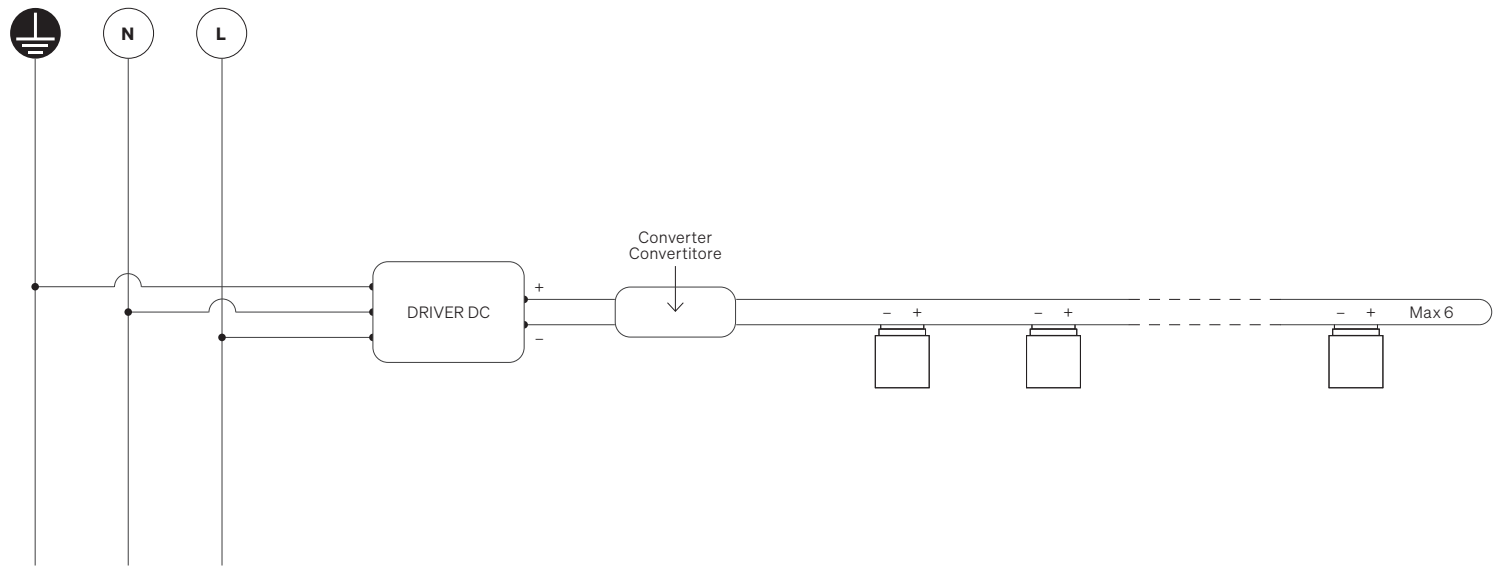 N
L
Converter
Convertitore
+
DRIVER DC
–
– +
– +
– +
Max 6